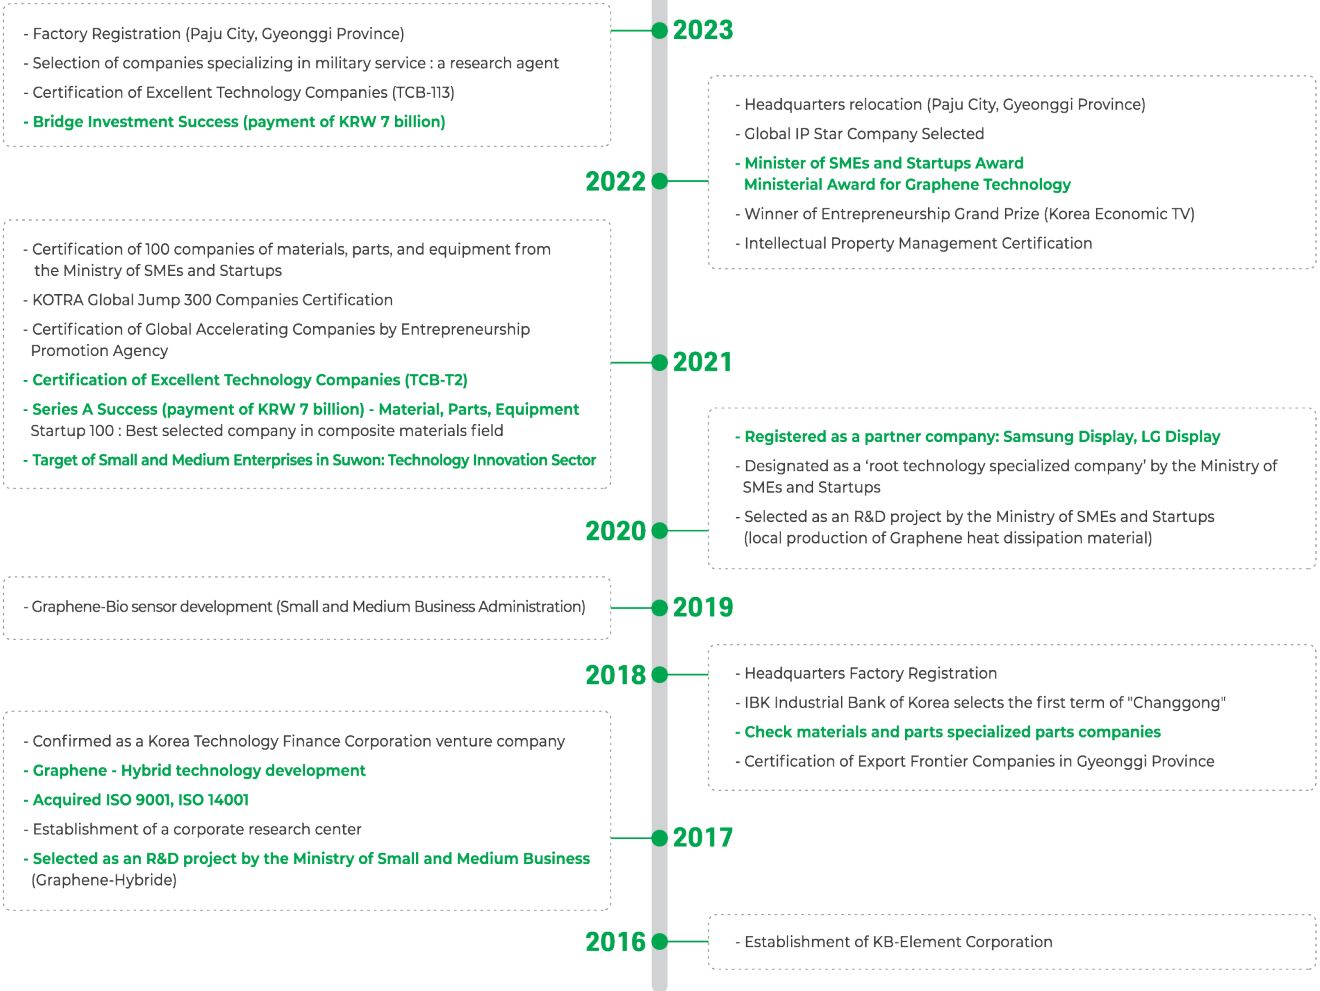 2023
- Factory Registration (Paju City, Gyeonggi Province)
- Selection of companies specializing in military service : a research agent
- Certification of Excellent Technology Companies (TCB-113)
- Bridge Investment Success (payment of KRW 7 billion)
2022
- Headquarters relocation (Paju City, Gyeonggi Province)
- Global IP Star Company Selected
- Minister of SMEs and Startups Award
Ministerial Award for Graphene Technology
- Winner of Entrepreneurship Grand Prize (Korea Economic TV)
- Intellectual Property Management Certification
2021
- Certification of 100 companies of materials, parts, and equipment from
the Ministry of SMEs and Startups
- KOTRA Global Jump 300 Companies Certification
- Certification of Global Accelerating Companies by Entrepreneurship
Promotion Agency
- Certification of Excellent Technology Companies (TCB-T2)
- Series A Success (payment of KRW 7 billion) - Material, Parts, Equipment
Startup 100 : Best selected company in composite materials field
- Target of Small and Medium Enterprises in Suwon: Technology Innovation Sector
2020
- Registered as a partner company: Samsung Display, LG Display
- Designated as a ‘root technology specialized company’ by the Ministry of
SMEs and Startups
- Selected as an R&D project by the Ministry of SMEs and Startups
(local production of Graphene heat dissipation material)
2019
- Graphene-Bio sensor development (Small and Medium Business Administration)
2018
- Headquarters Factory Registration
- IBK Industrial Bank of Korea selects the first term of "Changgong"
- Check materials and parts specialized parts companies
- Certification of Export Frontier Companies in Gyeonggi Province
2017
- Confirmed as a Korea Technology Finance Corporation venture company
- Graphene - Hybrid technology development
- Acquired ISO 9001, ISO 14001
- Establishment of a corporate research center
- Selected as an R&D project by the Ministry of Small and Medium Business
(Graphene-Hybride)
2016
- Establishment of KB-Element Corporation